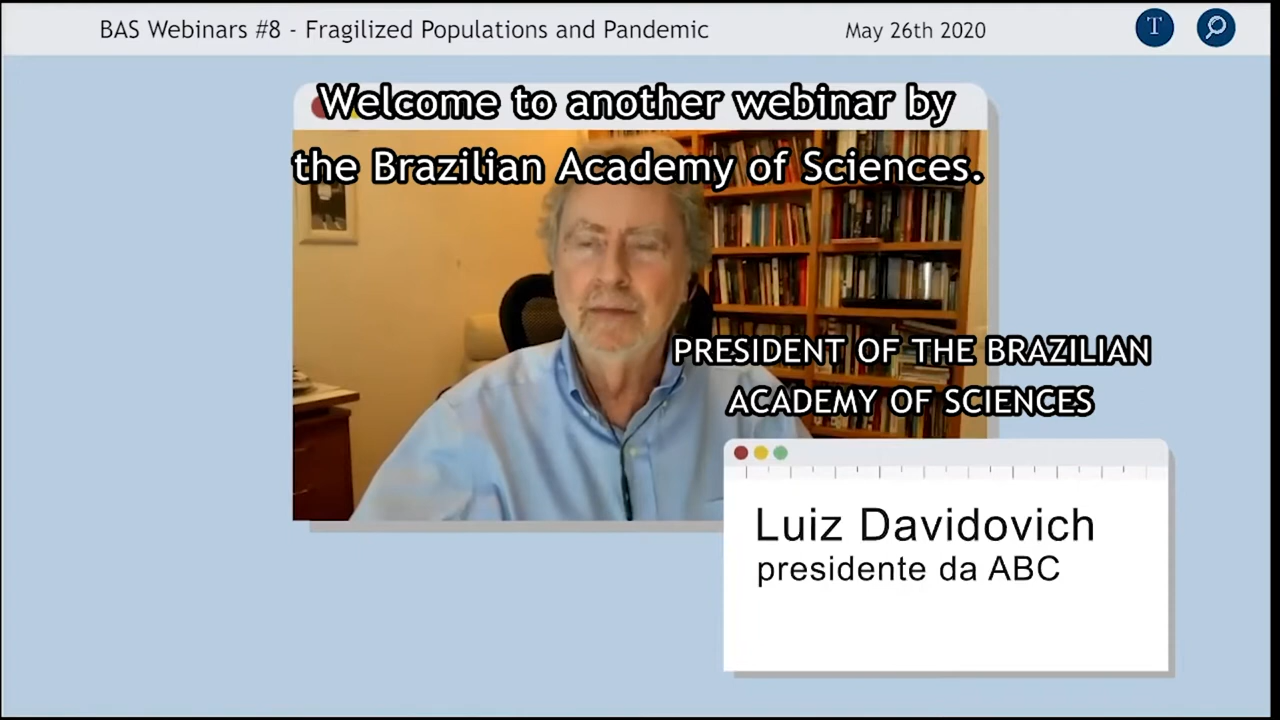 BAS Webinars #8 - Fragilized Populations and Pandemic
May 26th 2020
T
Welcome to another webinar by
the Brazilian Academy of Sciences.
PRESIDENT OF THE BRAZILIAN
ACADEMY OF SCIENCES
Luiz Davidovich
presidente da ABC